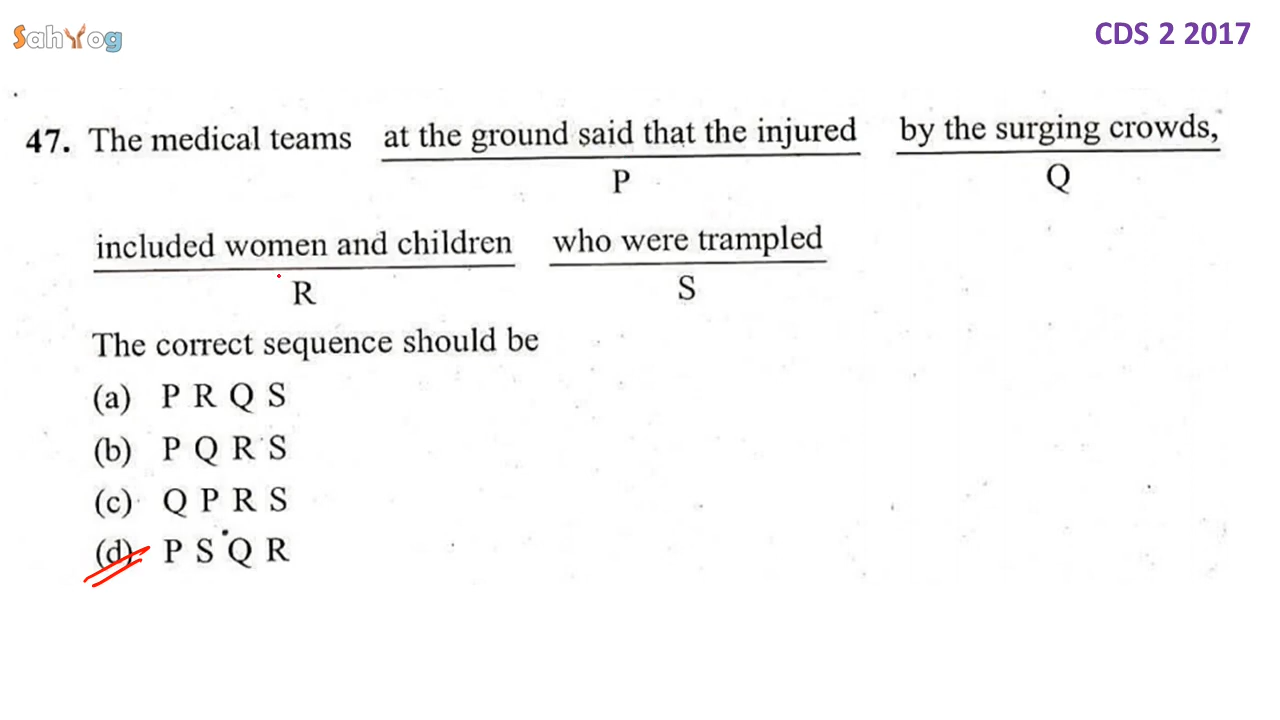 SahYog
CDS 2 2017
47. The medical teams at the ground said that the injured by the surging crowds,
P Q
included women and children who were trampled
R S
The correct sequence should be
(a) P R Q S
(b) P Q R S
(c) Q P R S
(d) P S Q R